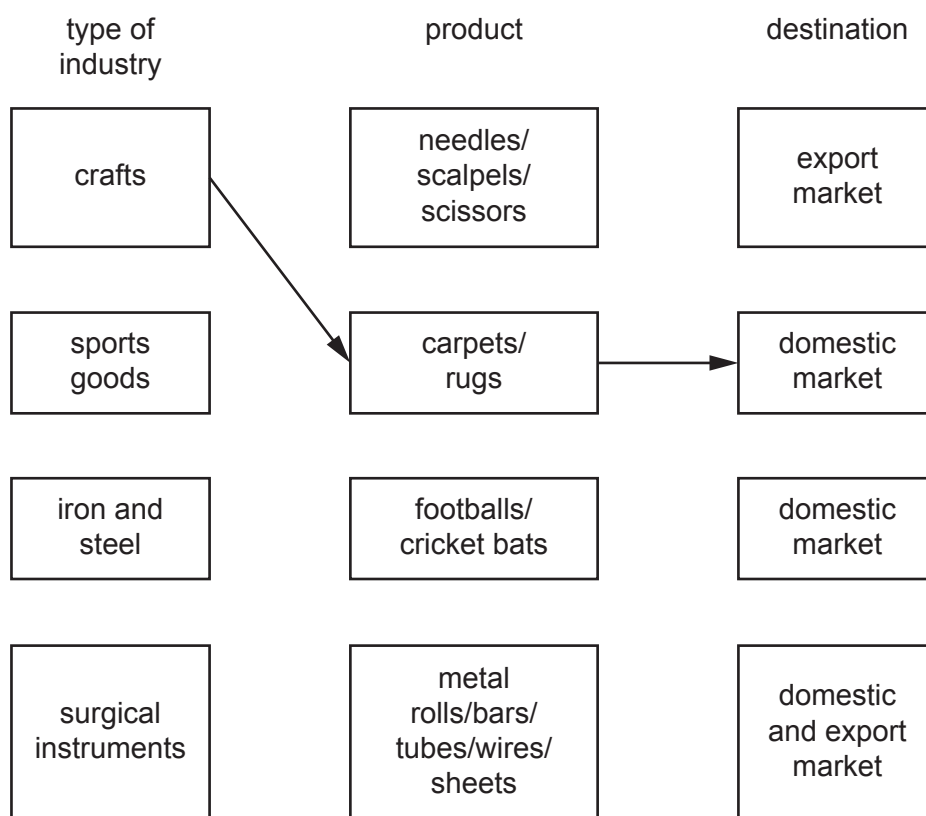 type of
industry
product
destination
crafts
needles/
scalpels/
scissors
export
market
sports
goods
carpets/
rugs
domestic
market
iron and
steel
footballs/
cricket bats
domestic
market
surgical
instruments
metal
rolls/bars/
tubes/wires/
sheets
domestic
and export
market